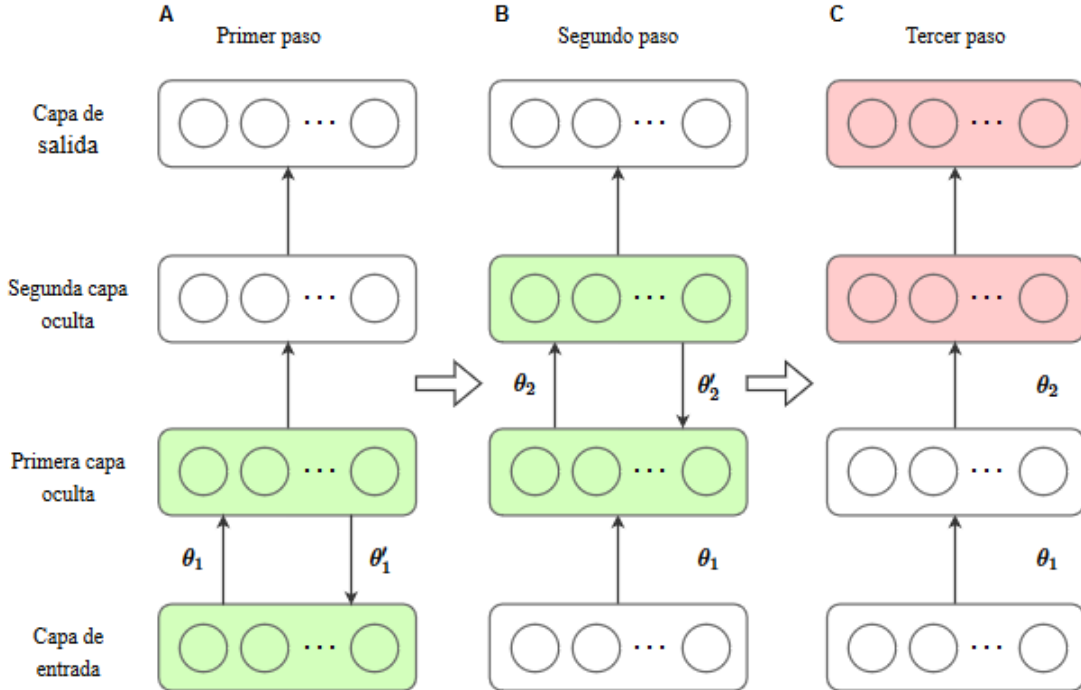 A
B
C
Primer paso
Segundo paso
Tercer paso
Capa de
salida
...
...
...
Segunda capa
oculta
...
...
...
θ₂
θ′₂
θ₂
Primera capa
oculta
...
...
...
θ₁
θ′₁
θ₁
θ₁
Capa de
entrada
...
...
...